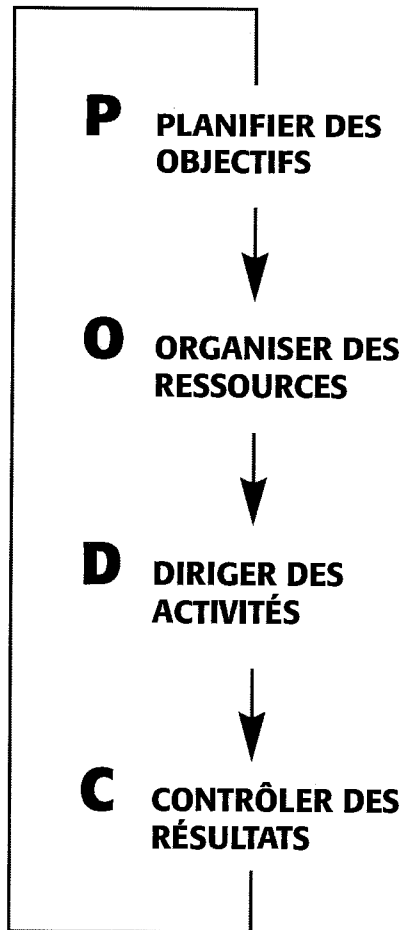 P PLANIFIER DES
OBJECTIFS
O ORGANISER DES
RESSOURCES
D DIRIGER DES
ACTIVITÉS
C CONTRÔLER DES
RÉSULTATS